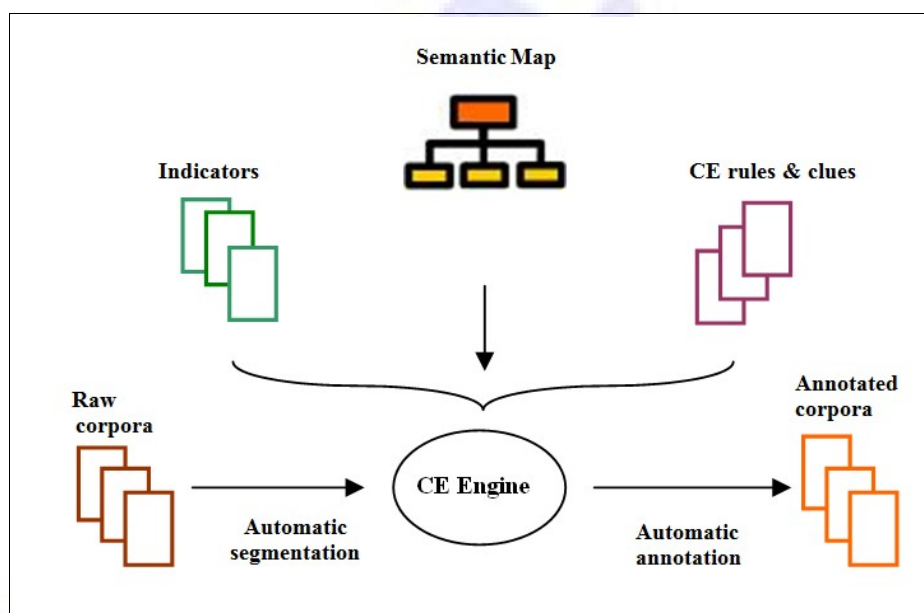 Semantic Map
Indicators
CE rules & clues
Raw
corpora
Annotated
corpora
CE Engine
Automatic
segmentation
Automatic
annotation